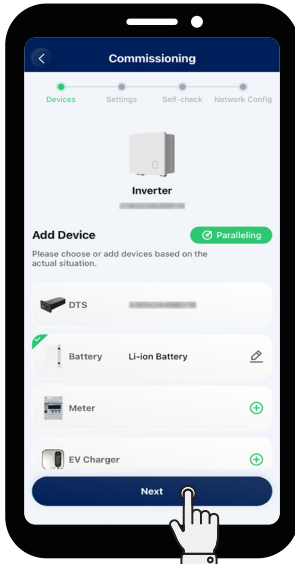 Commissioning
Devices Settings Self-check Network Config
Inverter
Add Device
Paralleling
Please choose or add devices based on the
actual situation.
DTS
Battery Li-ion Battery
Meter
EV Charger
Next